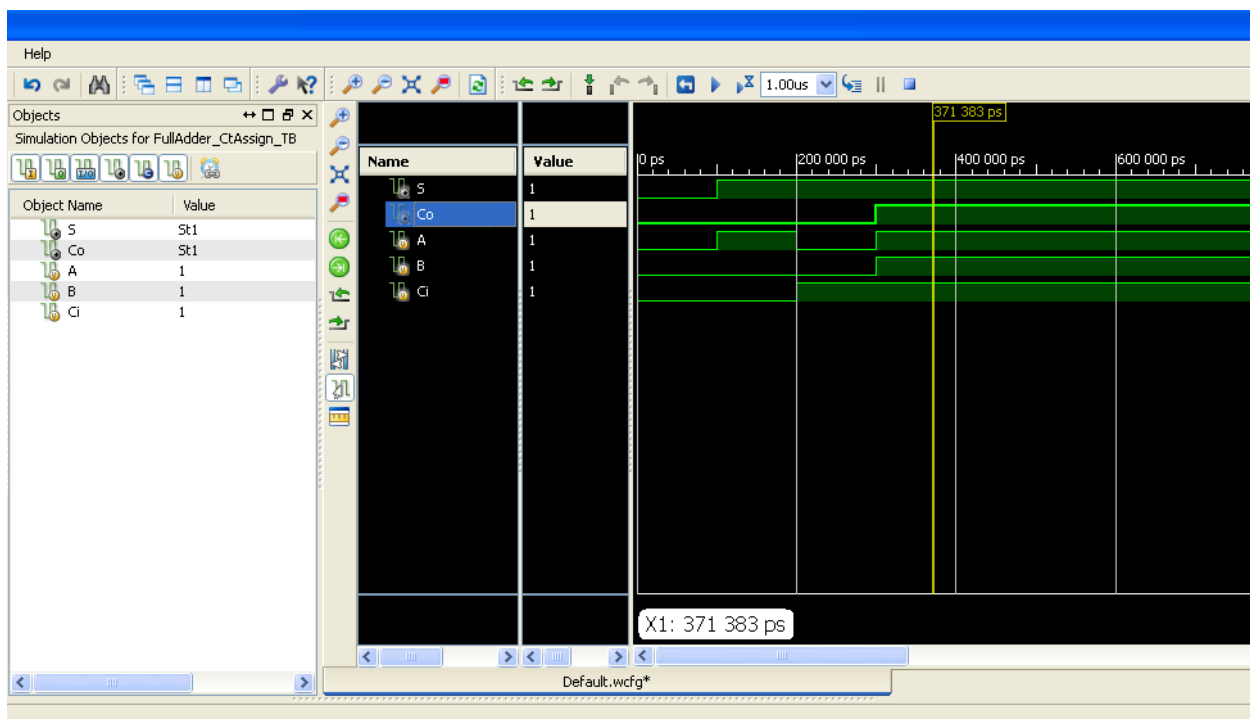 Help
1.00us
Objects
Simulation Objects for FullAdder_CtAssign_TB
Object Name Value
S St1
Co St1
A 1
B 1
Ci 1
Name Value
S 1
Co 1
A 1
B 1
Ci 1
371 383 ps
0 ps 200 000 ps 400 000 ps 600 000 ps
X1: 371 383 ps
Default.wcfg*